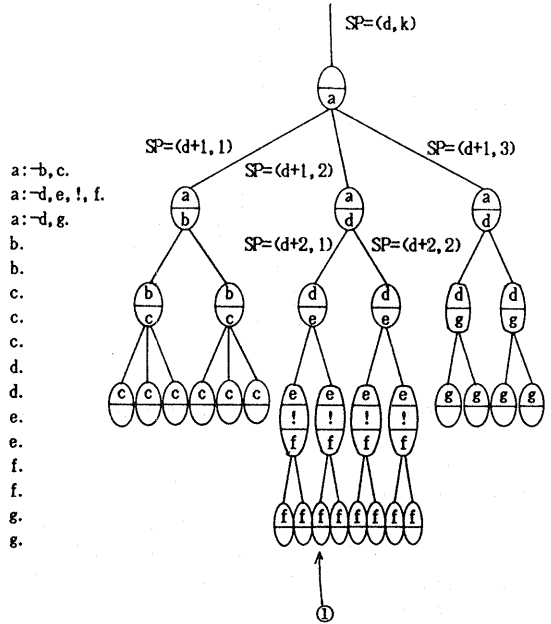 SP=(d,k)
a
SP=(d+1,1)
SP=(d+1,2)
SP=(d+1,3)
a:-b,c.
a:-d,e,!,f.
a:-d,g.
b.
b.
c.
c.
c.
d.
d.
e.
e.
f.
f.
g.
g.
a
b
a
d
a
d
SP=(d+2,1)
SP=(d+2,2)
b
c
b
c
d
e
d
e
d
g
d
g
c c c c c c
e
!
f
e
!
f
e
!
f
e
!
f
g g g g
f f f f f f f f
①